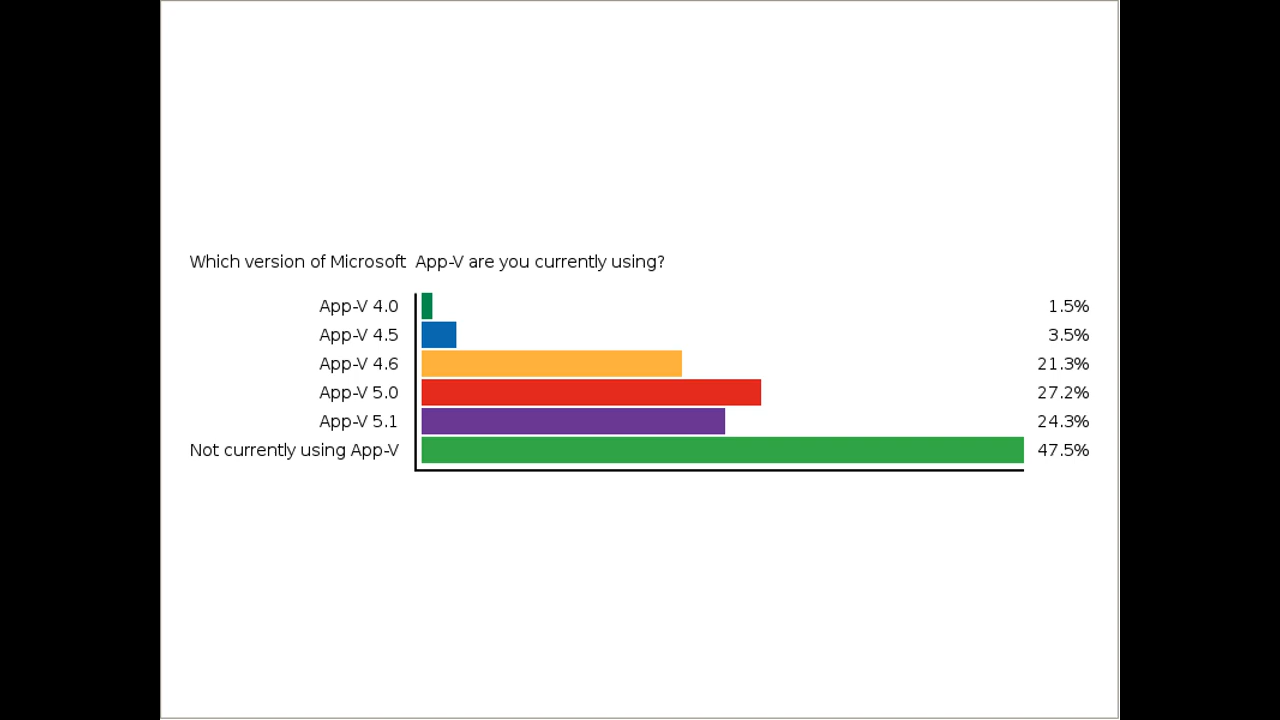 Which version of Microsoft  App-V are you currently using?
App-V 4.0 1.5%
App-V 4.5 3.5%
App-V 4.6 21.3%
App-V 5.0 27.2%
App-V 5.1 24.3%
Not currently using App-V 47.5%